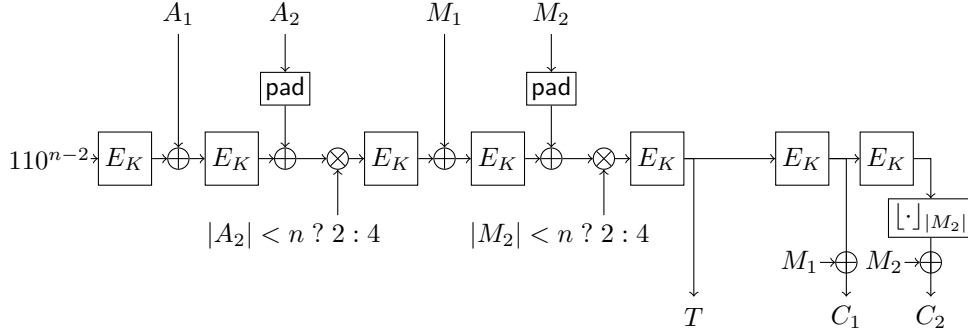 A₁ A₂ M₁ M₂
pad pad
110ⁿ⁻² E_K E_K E_K E_K E_K E_K E_K
⌊·⌋_{|M₂|}
|A₂| < n ? 2 : 4 |M₂| < n ? 2 : 4
M₁ M₂
T C₁ C₂